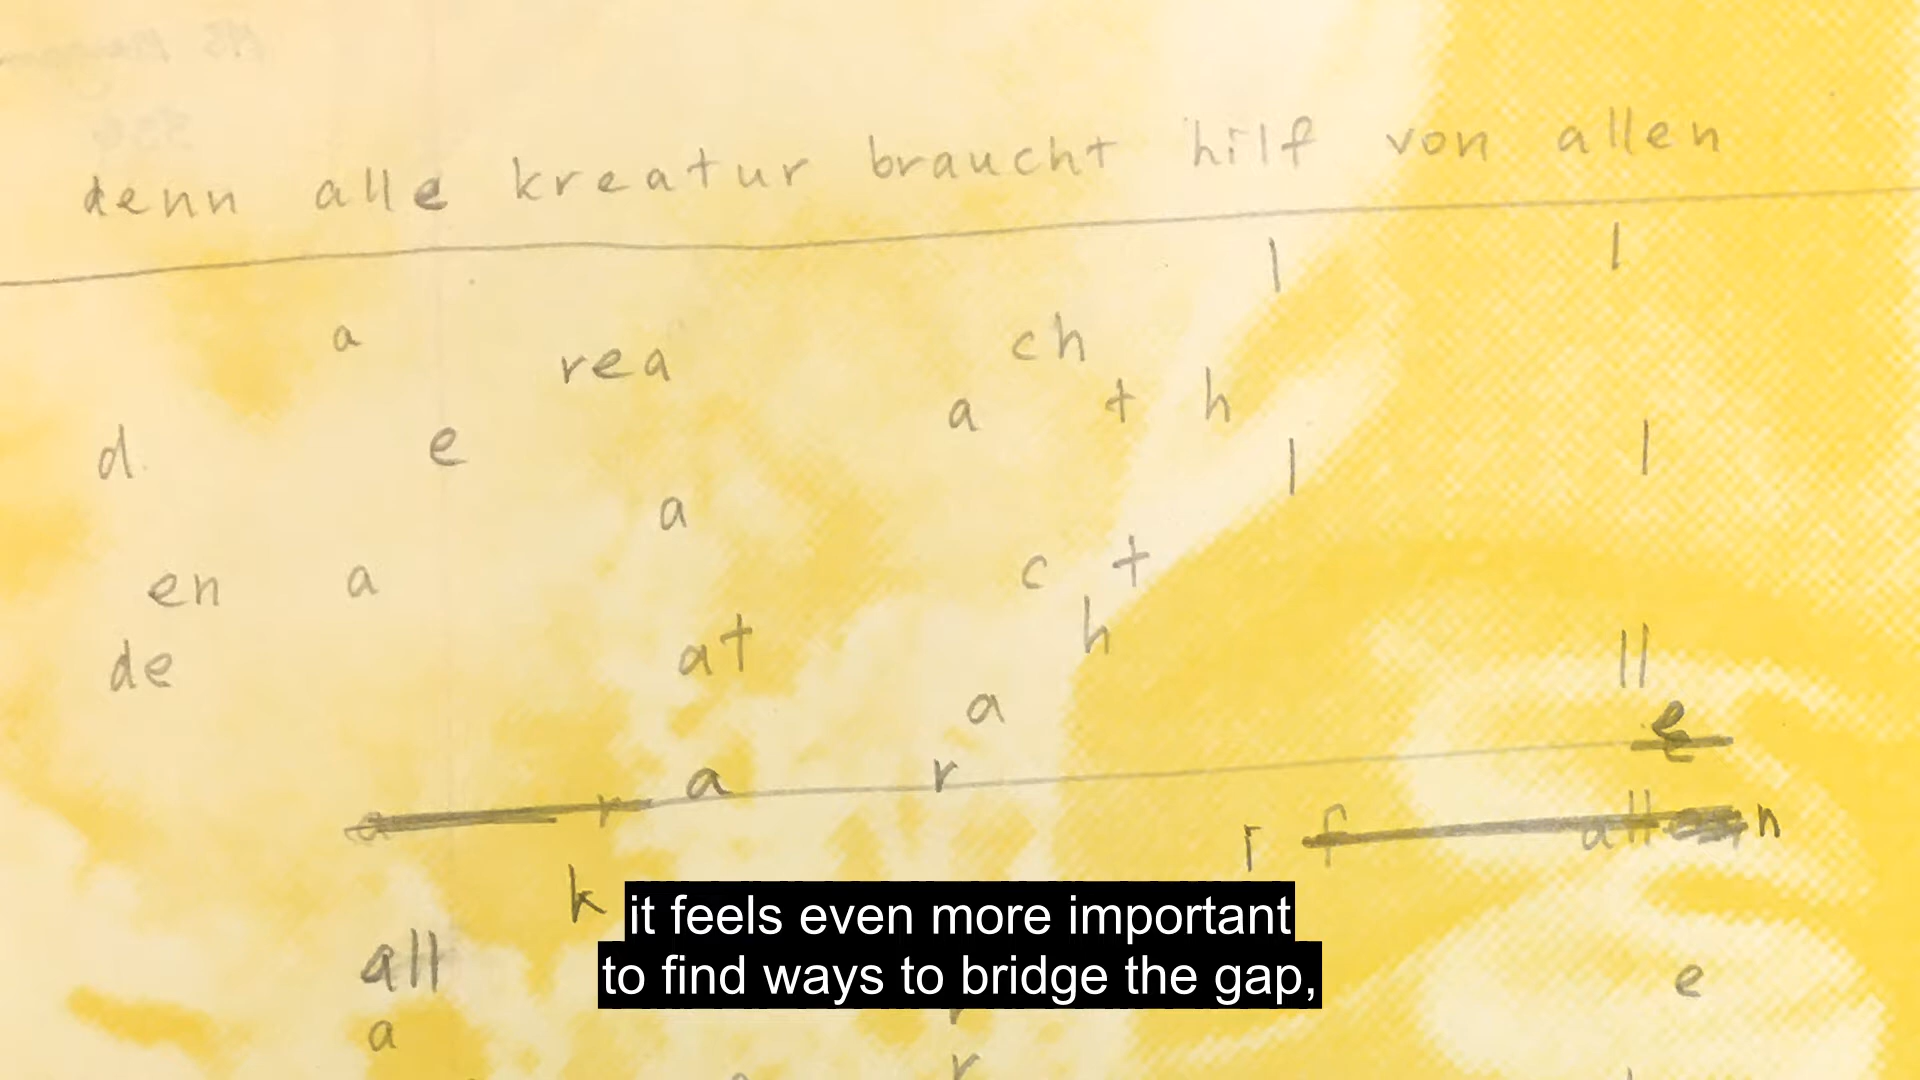 denn alle kreatur braucht hilf von allen
l l
a rea ch
a t h
d e l l
a
en a c t
de at h ll
a e
a r
a r i f allen n
k
all e
a
r
it feels even more important
to find ways to bridge the gap,